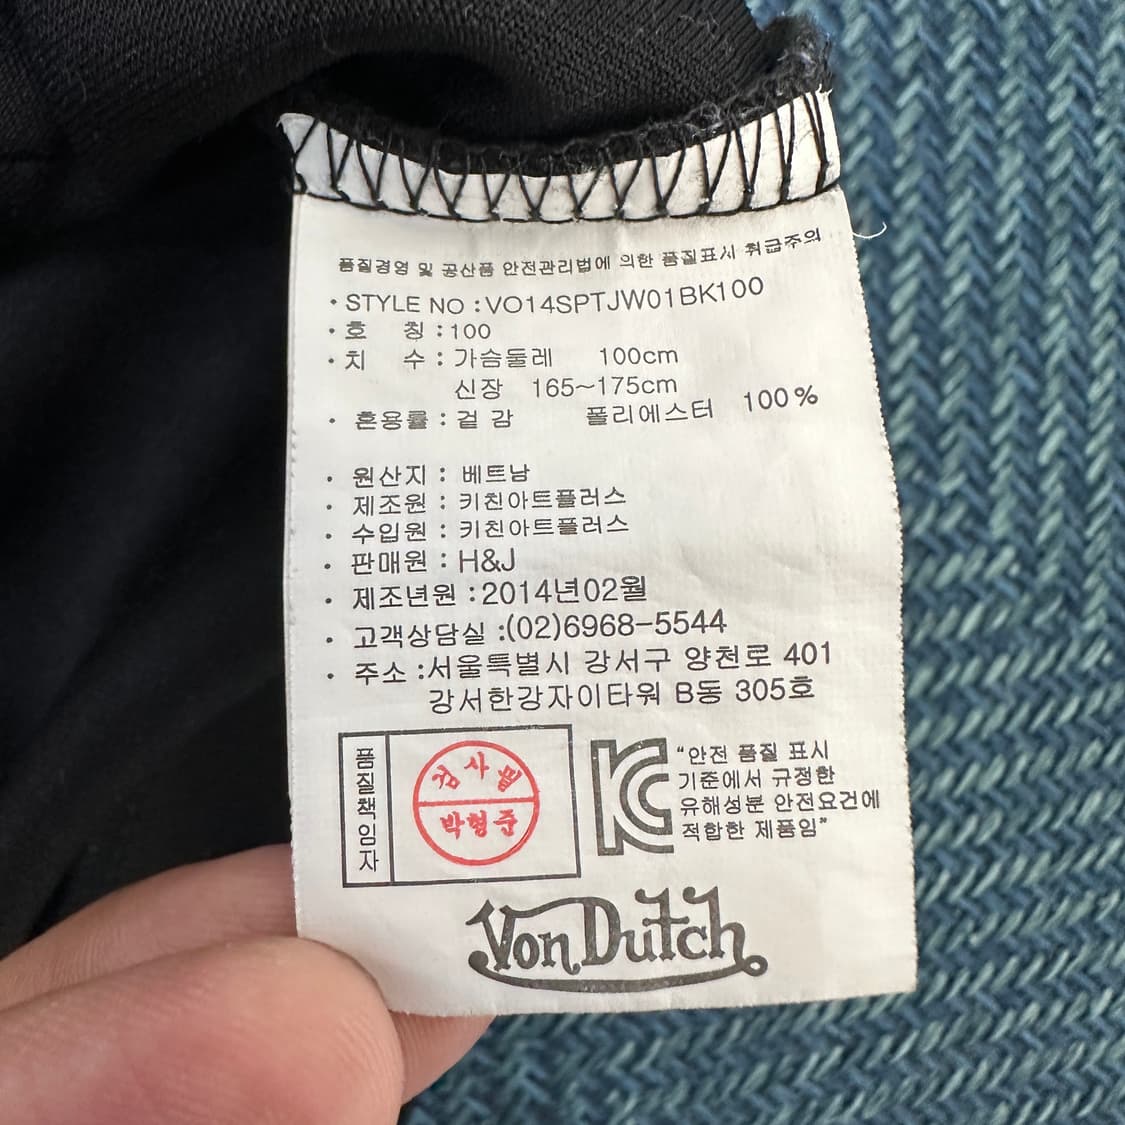 품질경영 및 공산품 안전관리법에 의한 품질표시 취급주의
· STYLE NO : VO14SPTJW01BK100
· 호 칭 : 100
· 치 수 : 가슴둘레 100cm
신장 165~175cm
· 혼용률 : 겉 감 폴리에스터 100%
· 원산지 : 베트남
· 제조원 : 키친아트플러스
· 수입원 : 키친아트플러스
· 판매원 : H&J
· 제조년원 : 2014년02월
· 고객상담실 : (02)6968-5544
· 주소 : 서울특별시 강서구 양천로 401
강서한강자이타워 B동 305호
품질책임자
검사필
박형준
KC
"안전 품질 표시
기준에서 규정한
유해성분 안전요건에
적합한 제품임"
Von Dutch